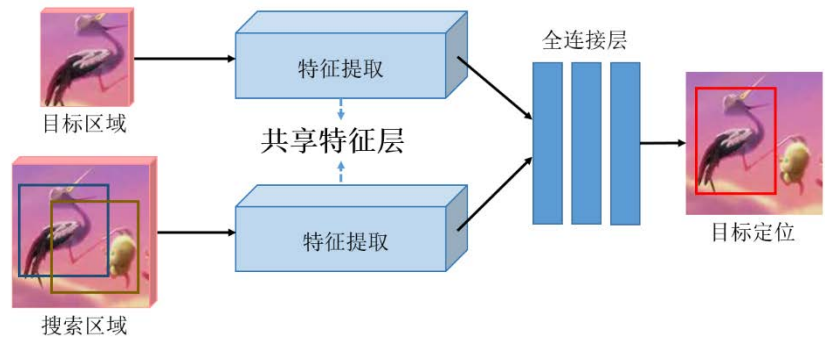 全连接层
特征提取
目标区域
共享特征层
特征提取
目标定位
搜索区域